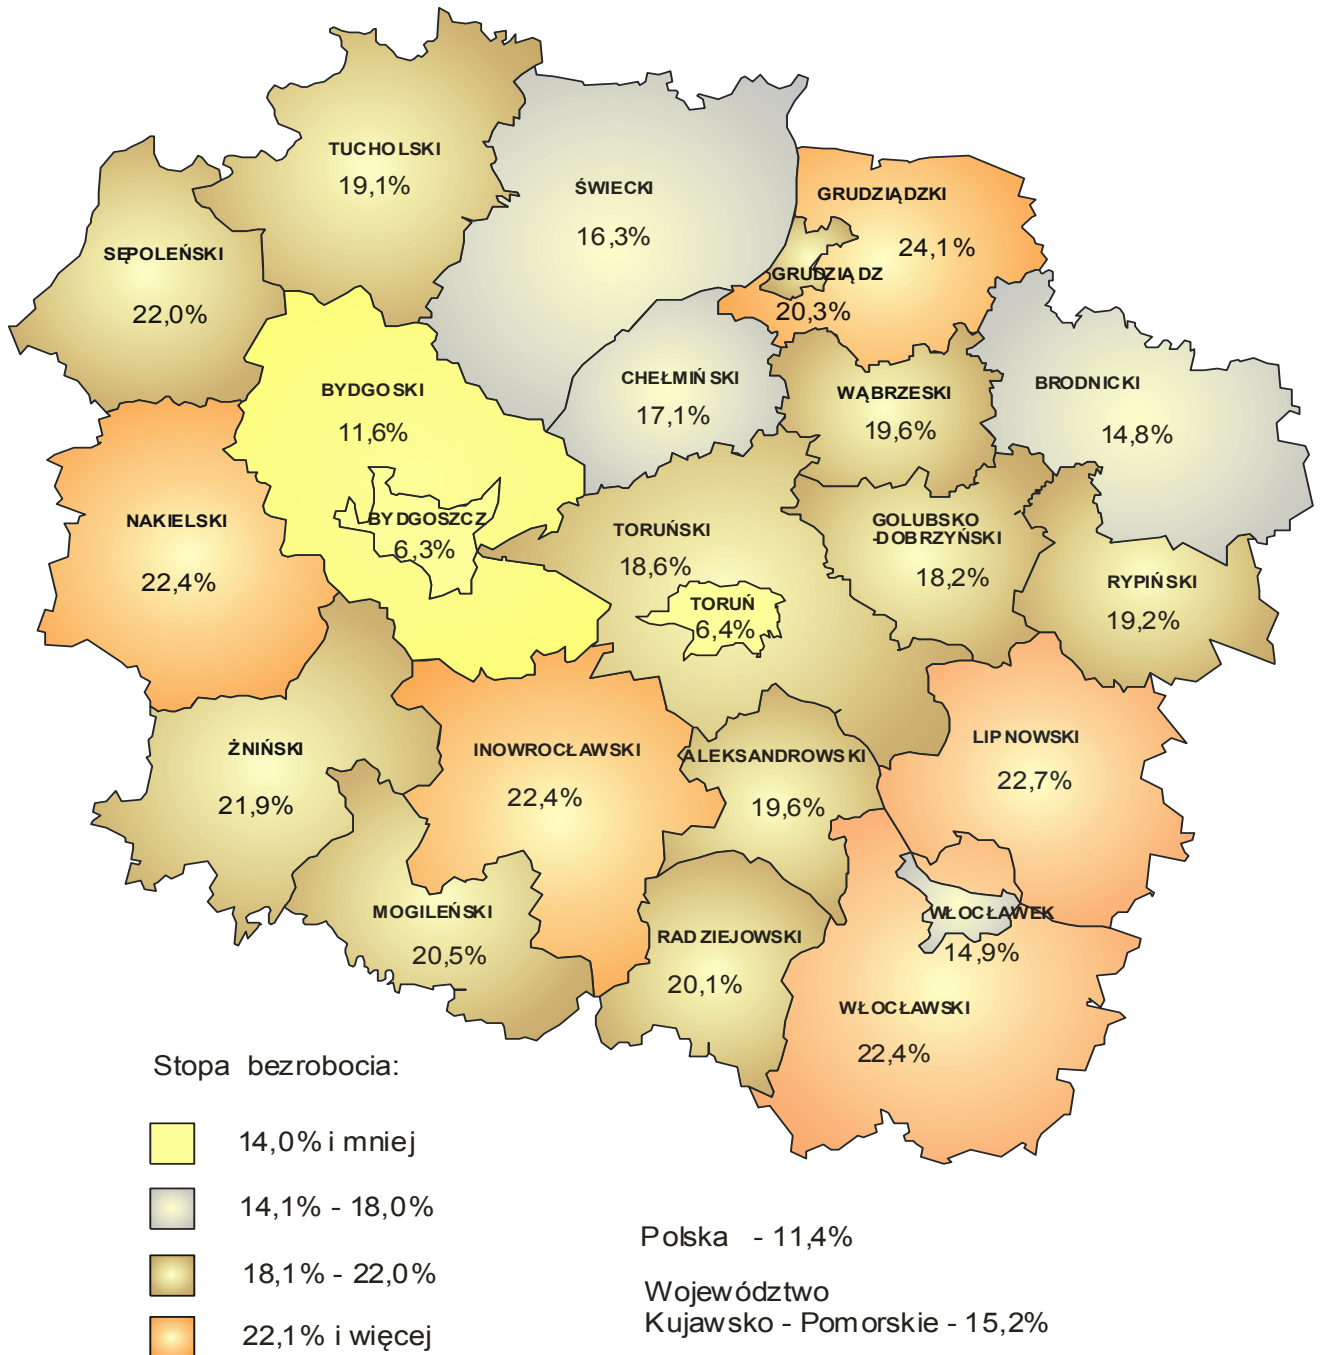 TUCHOLSKI
19,1%
ŚWIECKI
16,3%
GRUDZIĄDZKI
24,1%
SĘPOLEŃSKI
22,0%
GRUDZIĄDZ
20,3%
BYDGOSKI
11,6%
CHEŁMIŃSKI
17,1%
WĄBRZESKI
19,6%
BRODNICKI
14,8%
NAKIELSKI
22,4%
BYDGOSZCZ
6,3%
TORUŃSKI
18,6%
GOLUBSKO
-DOBRZYŃSKI
18,2%
RYPIŃSKI
19,2%
TORUŃ
6,4%
ŻNIŃSKI
21,9%
INOWROCŁAWSKI
22,4%
ALEKSANDROWSKI
19,6%
LIPNOWSKI
22,7%
MOGILEŃSKI
20,5%
RADZIEJOWSKI
20,1%
WŁOCŁAWEK
14,9%
WŁOCŁAWSKI
22,4%
Stopa bezrobocia:
14,0% i mniej
14,1% - 18,0%
18,1% - 22,0%
22,1% i więcej
Polska - 11,4%
Województwo
Kujawsko - Pomorskie - 15,2%